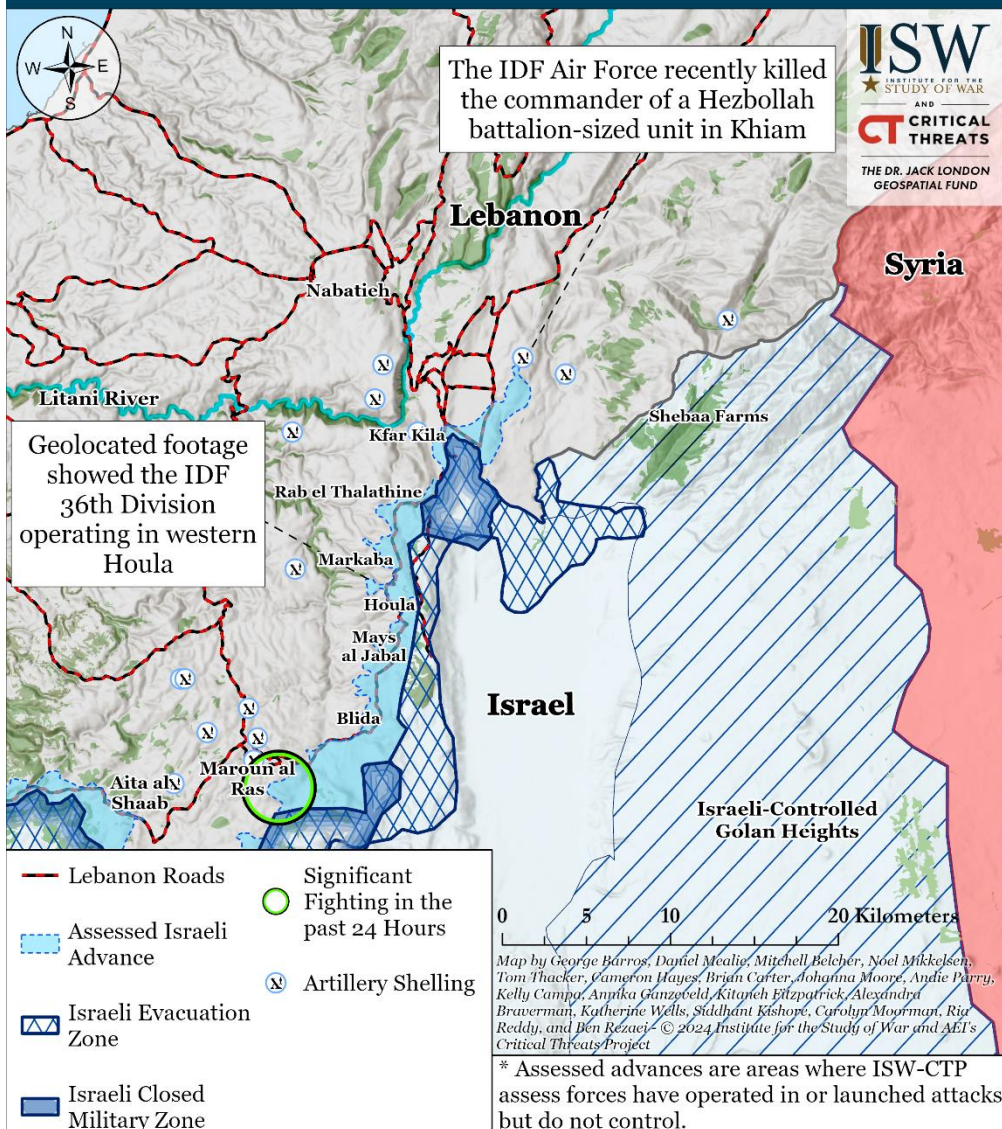 N
W E
S
The IDF Air Force recently killed
the commander of a Hezbollah
battalion-sized unit in Khiam
ISW
INSTITUTE FOR THE
STUDY OF WAR
AND
CT CRITICAL
THREATS
THE DR. JACK LONDON
GEOSPATIAL FUND
Lebanon
Syria
Nabatieh
Litani River
Shebaa Farms
Kfar Kila
Geolocated footage
showed the IDF
36th Division
operating in western
Houla
Rab el Thalathine
Markaba
Houla
Mays
al Jabal
Israel
Blida
Maroun al
Ras
Aita al
Shaab
Israeli-Controlled
Golan Heights
Lebanon Roads
Assessed Israeli
Advance
Israeli Evacuation
Zone
Israeli Closed
Military Zone
Significant
Fighting in the
past 24 Hours
Artillery Shelling
0 5 10 20 Kilometers
Map by George Barros, Daniel Mealie, Mitchell Belcher, Noel Mikkelsen,
Tom Thacker, Cameron Hayes, Brian Carter, Johanna Moore, Andie Parry,
Kelly Campa, Annika Ganzeveld, Kitaneh Fitzpatrick, Alexandra
Braverman, Katherine Wells, Siddhant Kishore, Carolyn Moorman, Ria
Reddy, and Ben Rezaei - © 2024 Institute for the Study of War and AEI's
Critical Threats Project
* Assessed advances are areas where ISW-CTP
assess forces have operated in or launched attacks
but do not control.